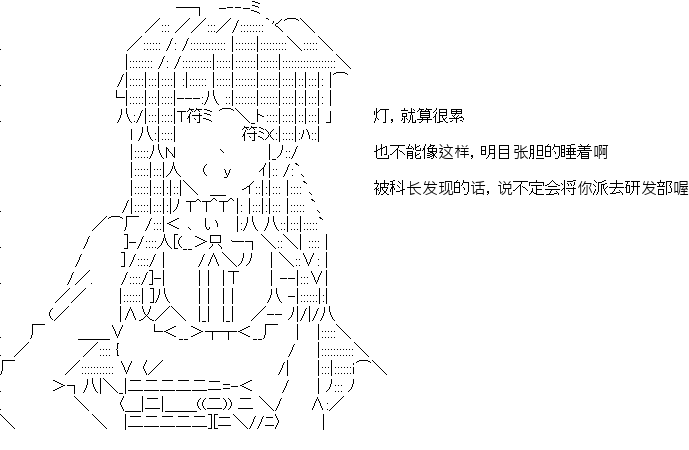 灯，就算很累
也不能像这样，明目张胆的睡着啊
被科长发现的话，说不定会将你派去研发部喔